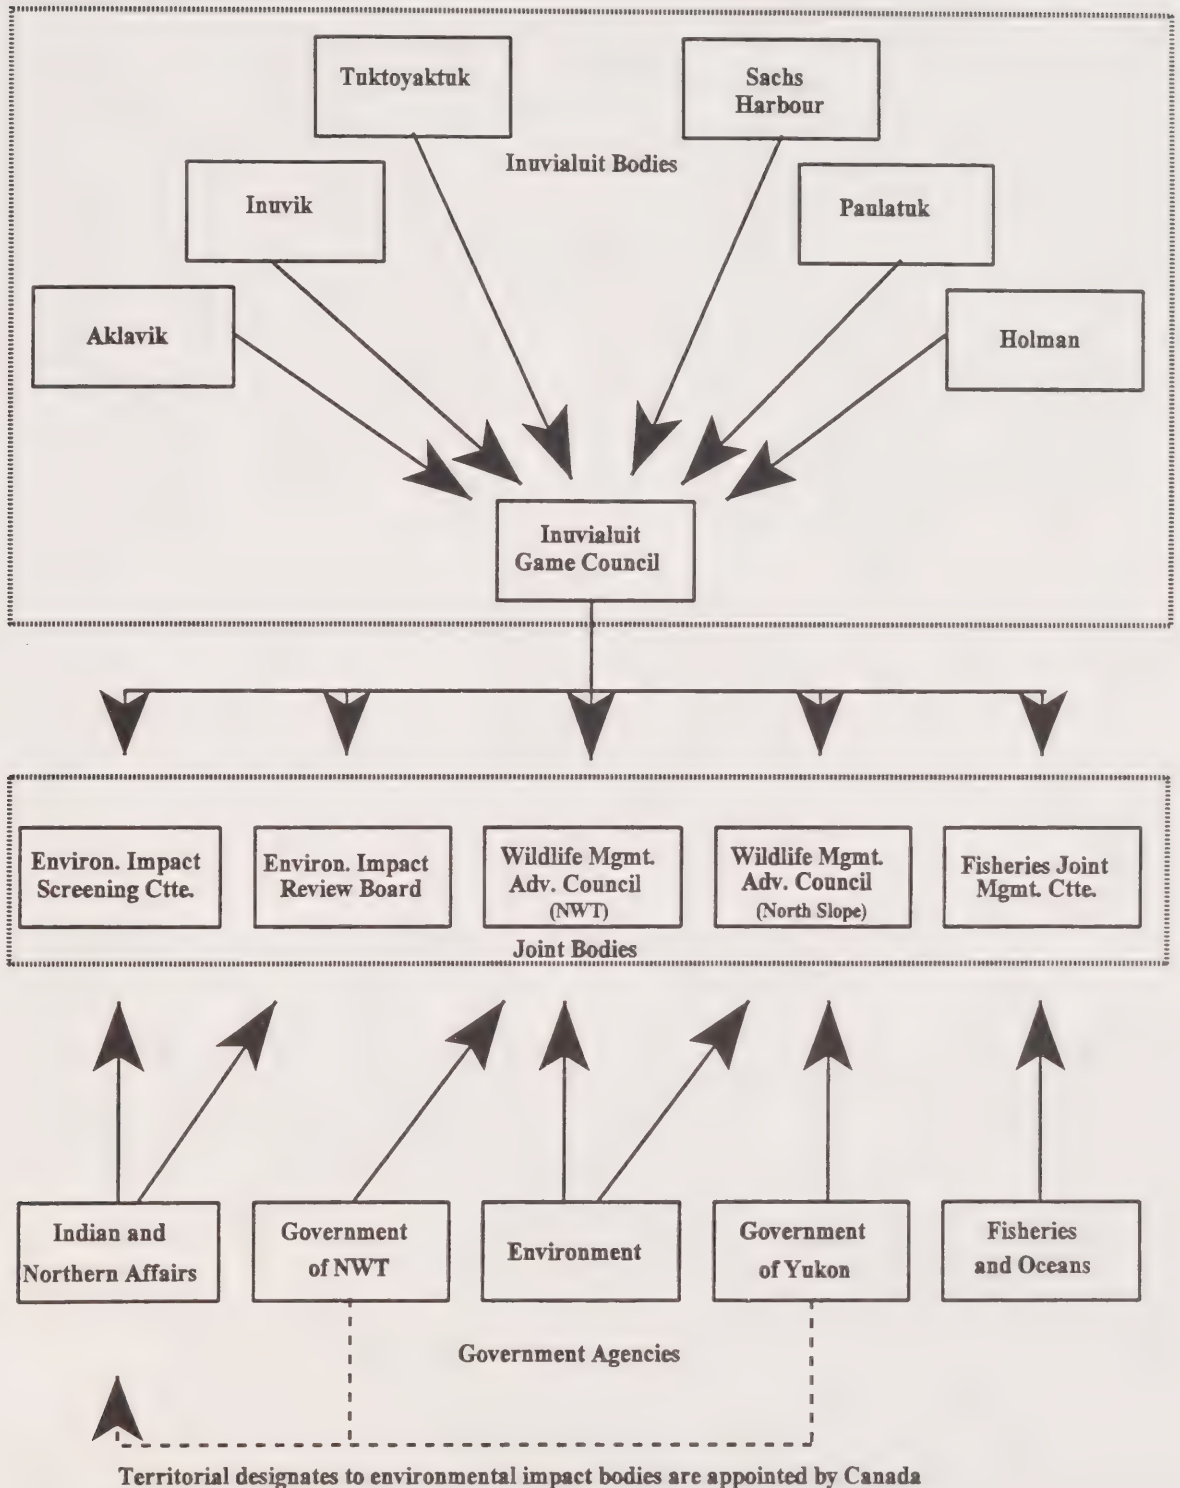 Tuktoyaktuk
Sachs
Harbour
Inuvialuit Bodies
Inuvik
Paulatuk
Aklavik
Holman
Inuvialuit
Game Council
Environ. Impact
Screening Ctte.
Environ. Impact
Review Board
Wildlife Mgmt.
Adv. Council
(NWT)
Wildlife Mgmt.
Adv. Council
(North Slope)
Fisheries Joint
Mgmt. Ctte.
Joint Bodies
Indian and
Northern Affairs
Government
of NWT
Environment
Government
of Yukon
Fisheries
and Oceans
Government Agencies
Territorial designates to environmental impact bodies are appointed by Canada